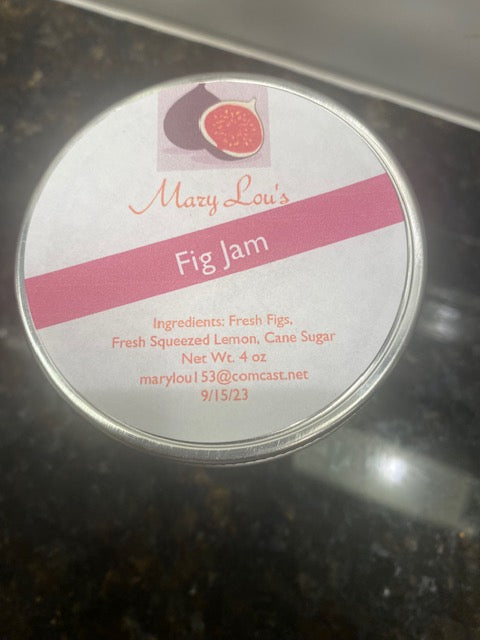 Mary Lou's
Fig Jam
Ingredients: Fresh Figs,
Fresh Squeezed Lemon, Cane Sugar
Net Wt. 4 oz
marylou153@comcast.net
9/15/23